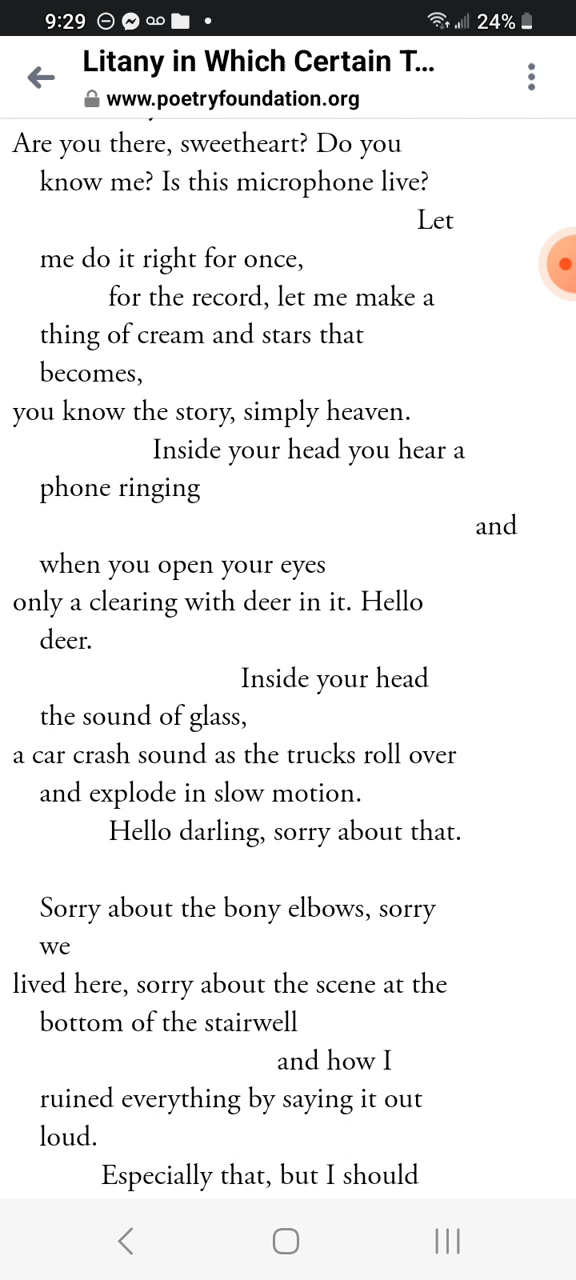 9:29
24%
Litany in Which Certain T...
www.poetryfoundation.org
Are you there, sweetheart? Do you
know me? Is this microphone live?
Let
me do it right for once,
for the record, let me make a
thing of cream and stars that
becomes,
you know the story, simply heaven.
Inside your head you hear a
phone ringing
and
when you open your eyes
only a clearing with deer in it. Hello
deer.
Inside your head
the sound of glass,
a car crash sound as the trucks roll over
and explode in slow motion.
Hello darling, sorry about that.
Sorry about the bony elbows, sorry
we
lived here, sorry about the scene at the
bottom of the stairwell
and how I
ruined everything by saying it out
loud.
Especially that, but I should